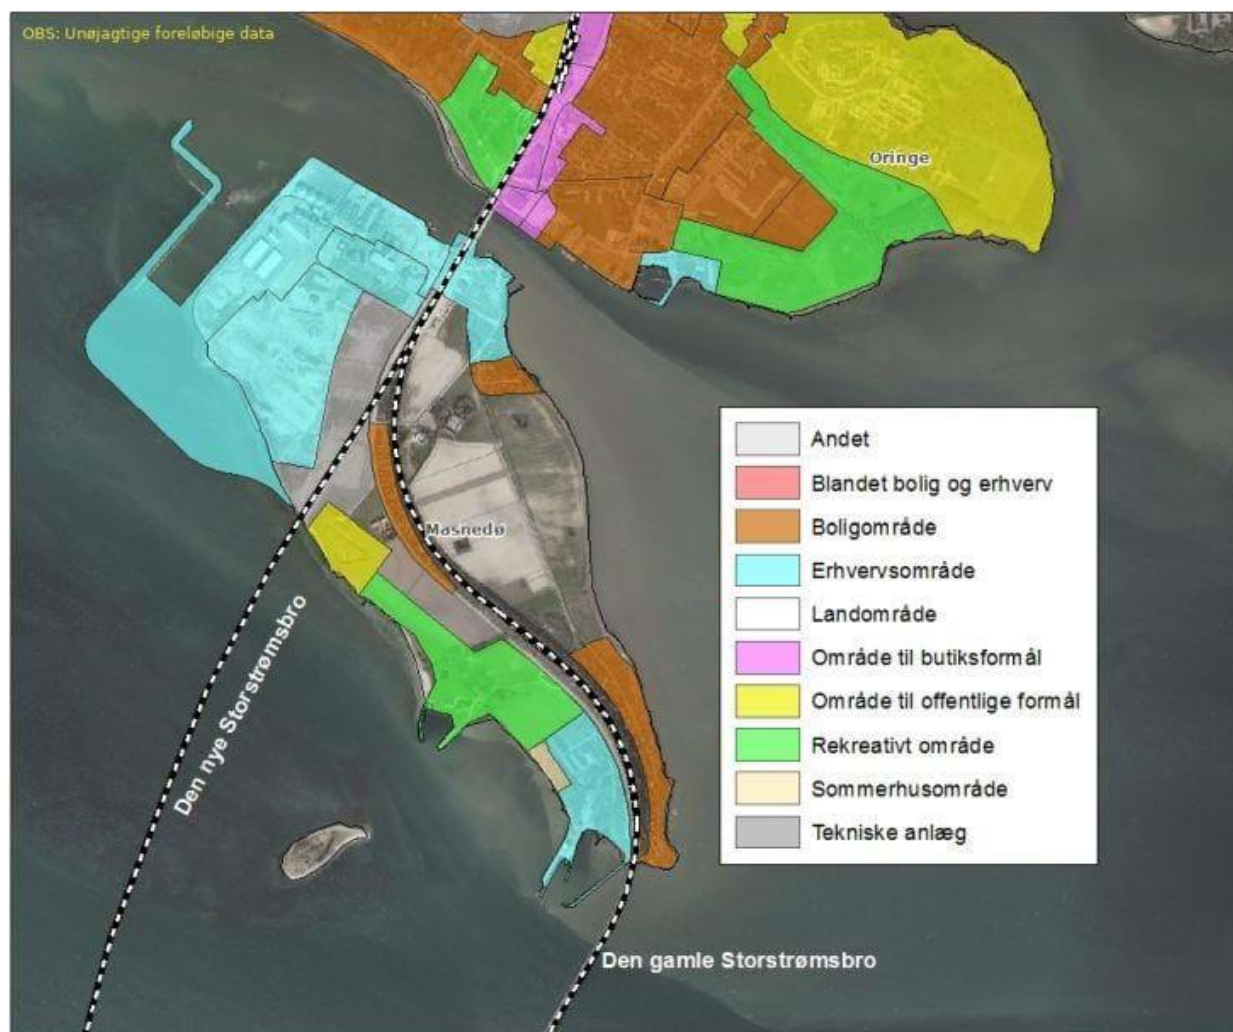 OBS: Unøjagtige foreløbige data
Oringe
Masnedø
Den nye Storstrømsbro
Den gamle Storstrømsbro
Andet
Blandet bolig og erhverv
Boligområde
Erhvervsområde
Landområde
Område til butiksformål
Område til offentlige formål
Rekreativt område
Sommerhusområde
Tekniske anlæg